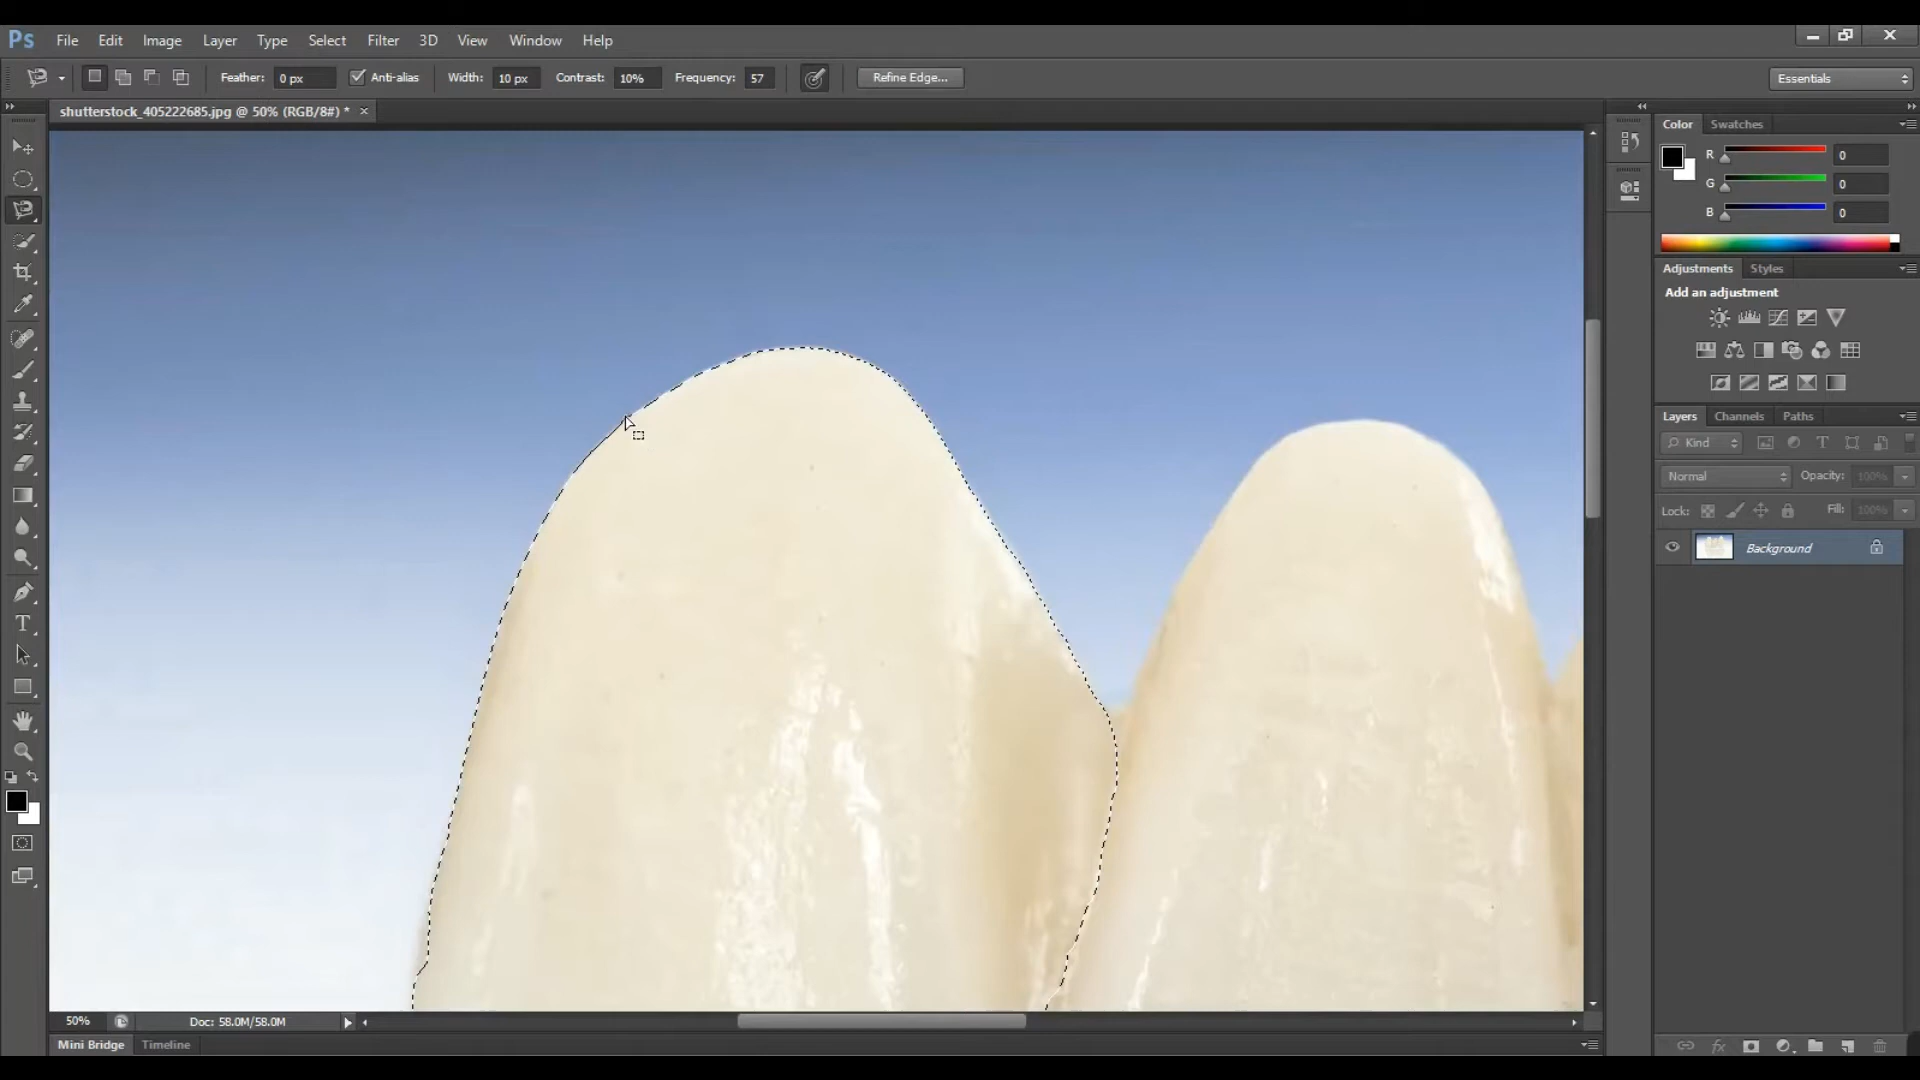 Ps File Edit Image Layer Type Select Filter 3D View Window Help
Feather: 0 px Anti-alias Width: 10 px Contrast: 10% Frequency: 57 Refine Edge... Essentials
shutterstock_405222685.jpg @ 50% (RGB/8#) *
Color Swatches
R 0
G 0
B 0
Adjustments Styles
Add an adjustment
Layers Channels Paths
Kind
Normal Opacity: 100%
Lock: Fill: 100%
Background
50% Doc: 58.0M/58.0M
Mini Bridge Timeline